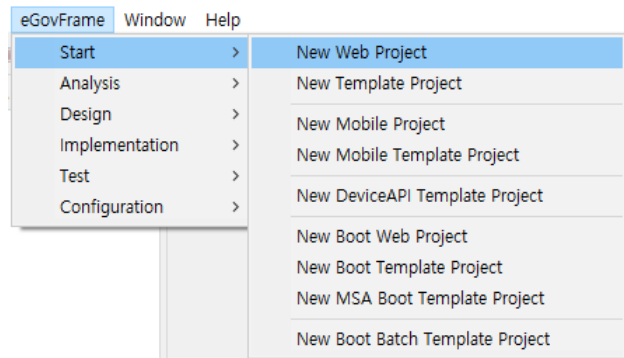 eGovFrame Window Help
Start >
Analysis >
Design >
Implementation >
Test >
Configuration >
New Web Project
New Template Project
New Mobile Project
New Mobile Template Project
New DeviceAPI Template Project
New Boot Web Project
New Boot Template Project
New MSA Boot Template Project
New Boot Batch Template Project